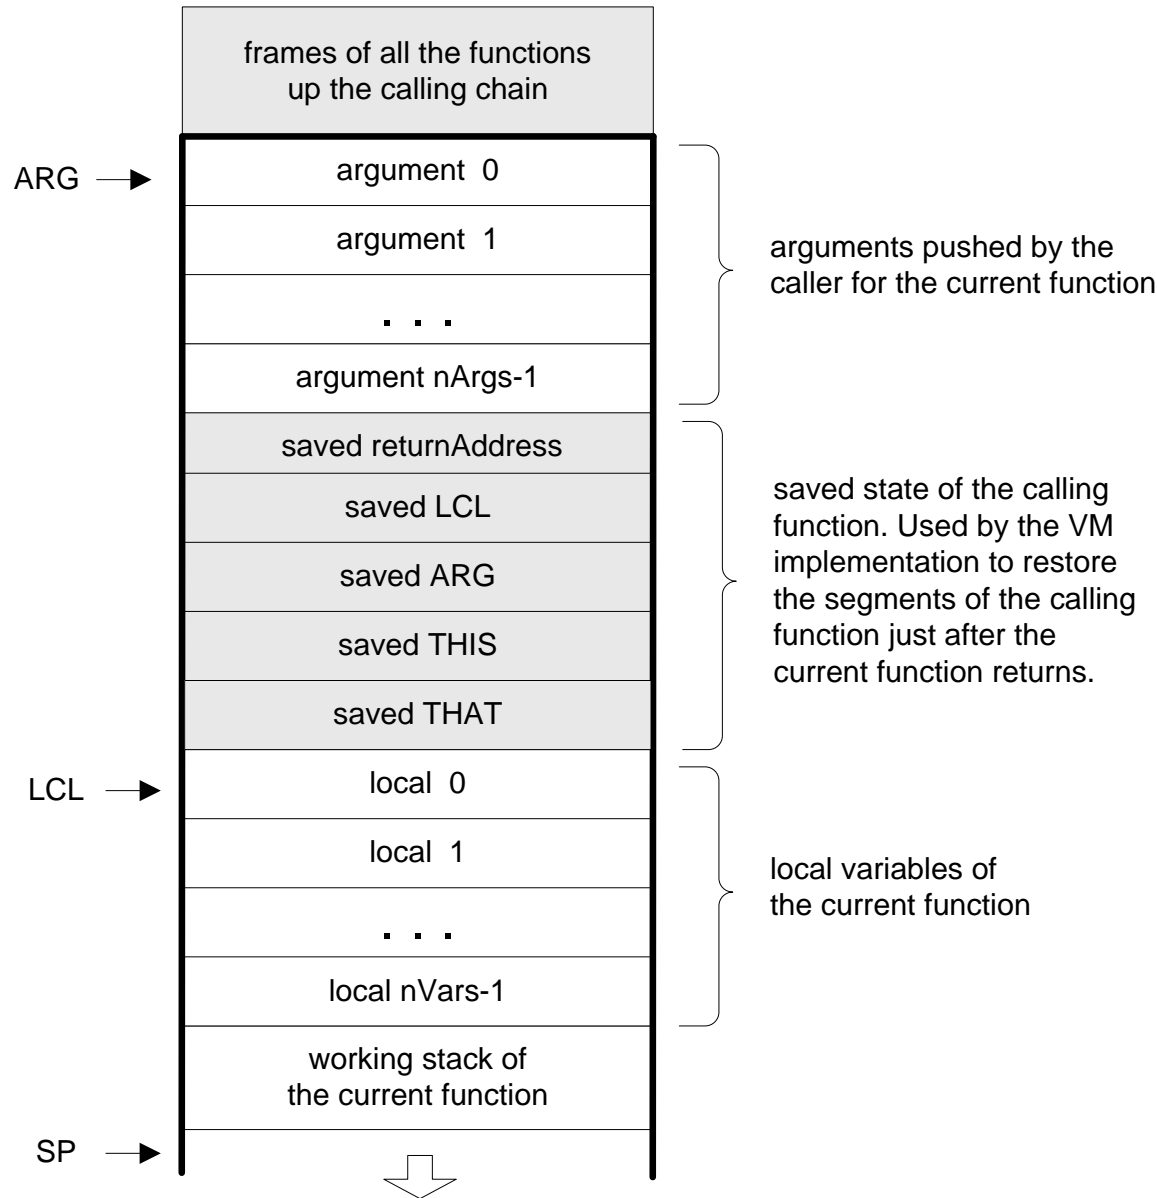 frames of all the functions
up the calling chain
ARG
argument 0
argument 1
. . .
argument nArgs-1
arguments pushed by the
caller for the current function
saved returnAddress
saved LCL
saved ARG
saved THIS
saved THAT
saved state of the calling
function. Used by the VM
implementation to restore
the segments of the calling
function just after the
current function returns.
LCL
local 0
local 1
. . .
local nVars-1
local variables of
the current function
working stack of
the current function
SP